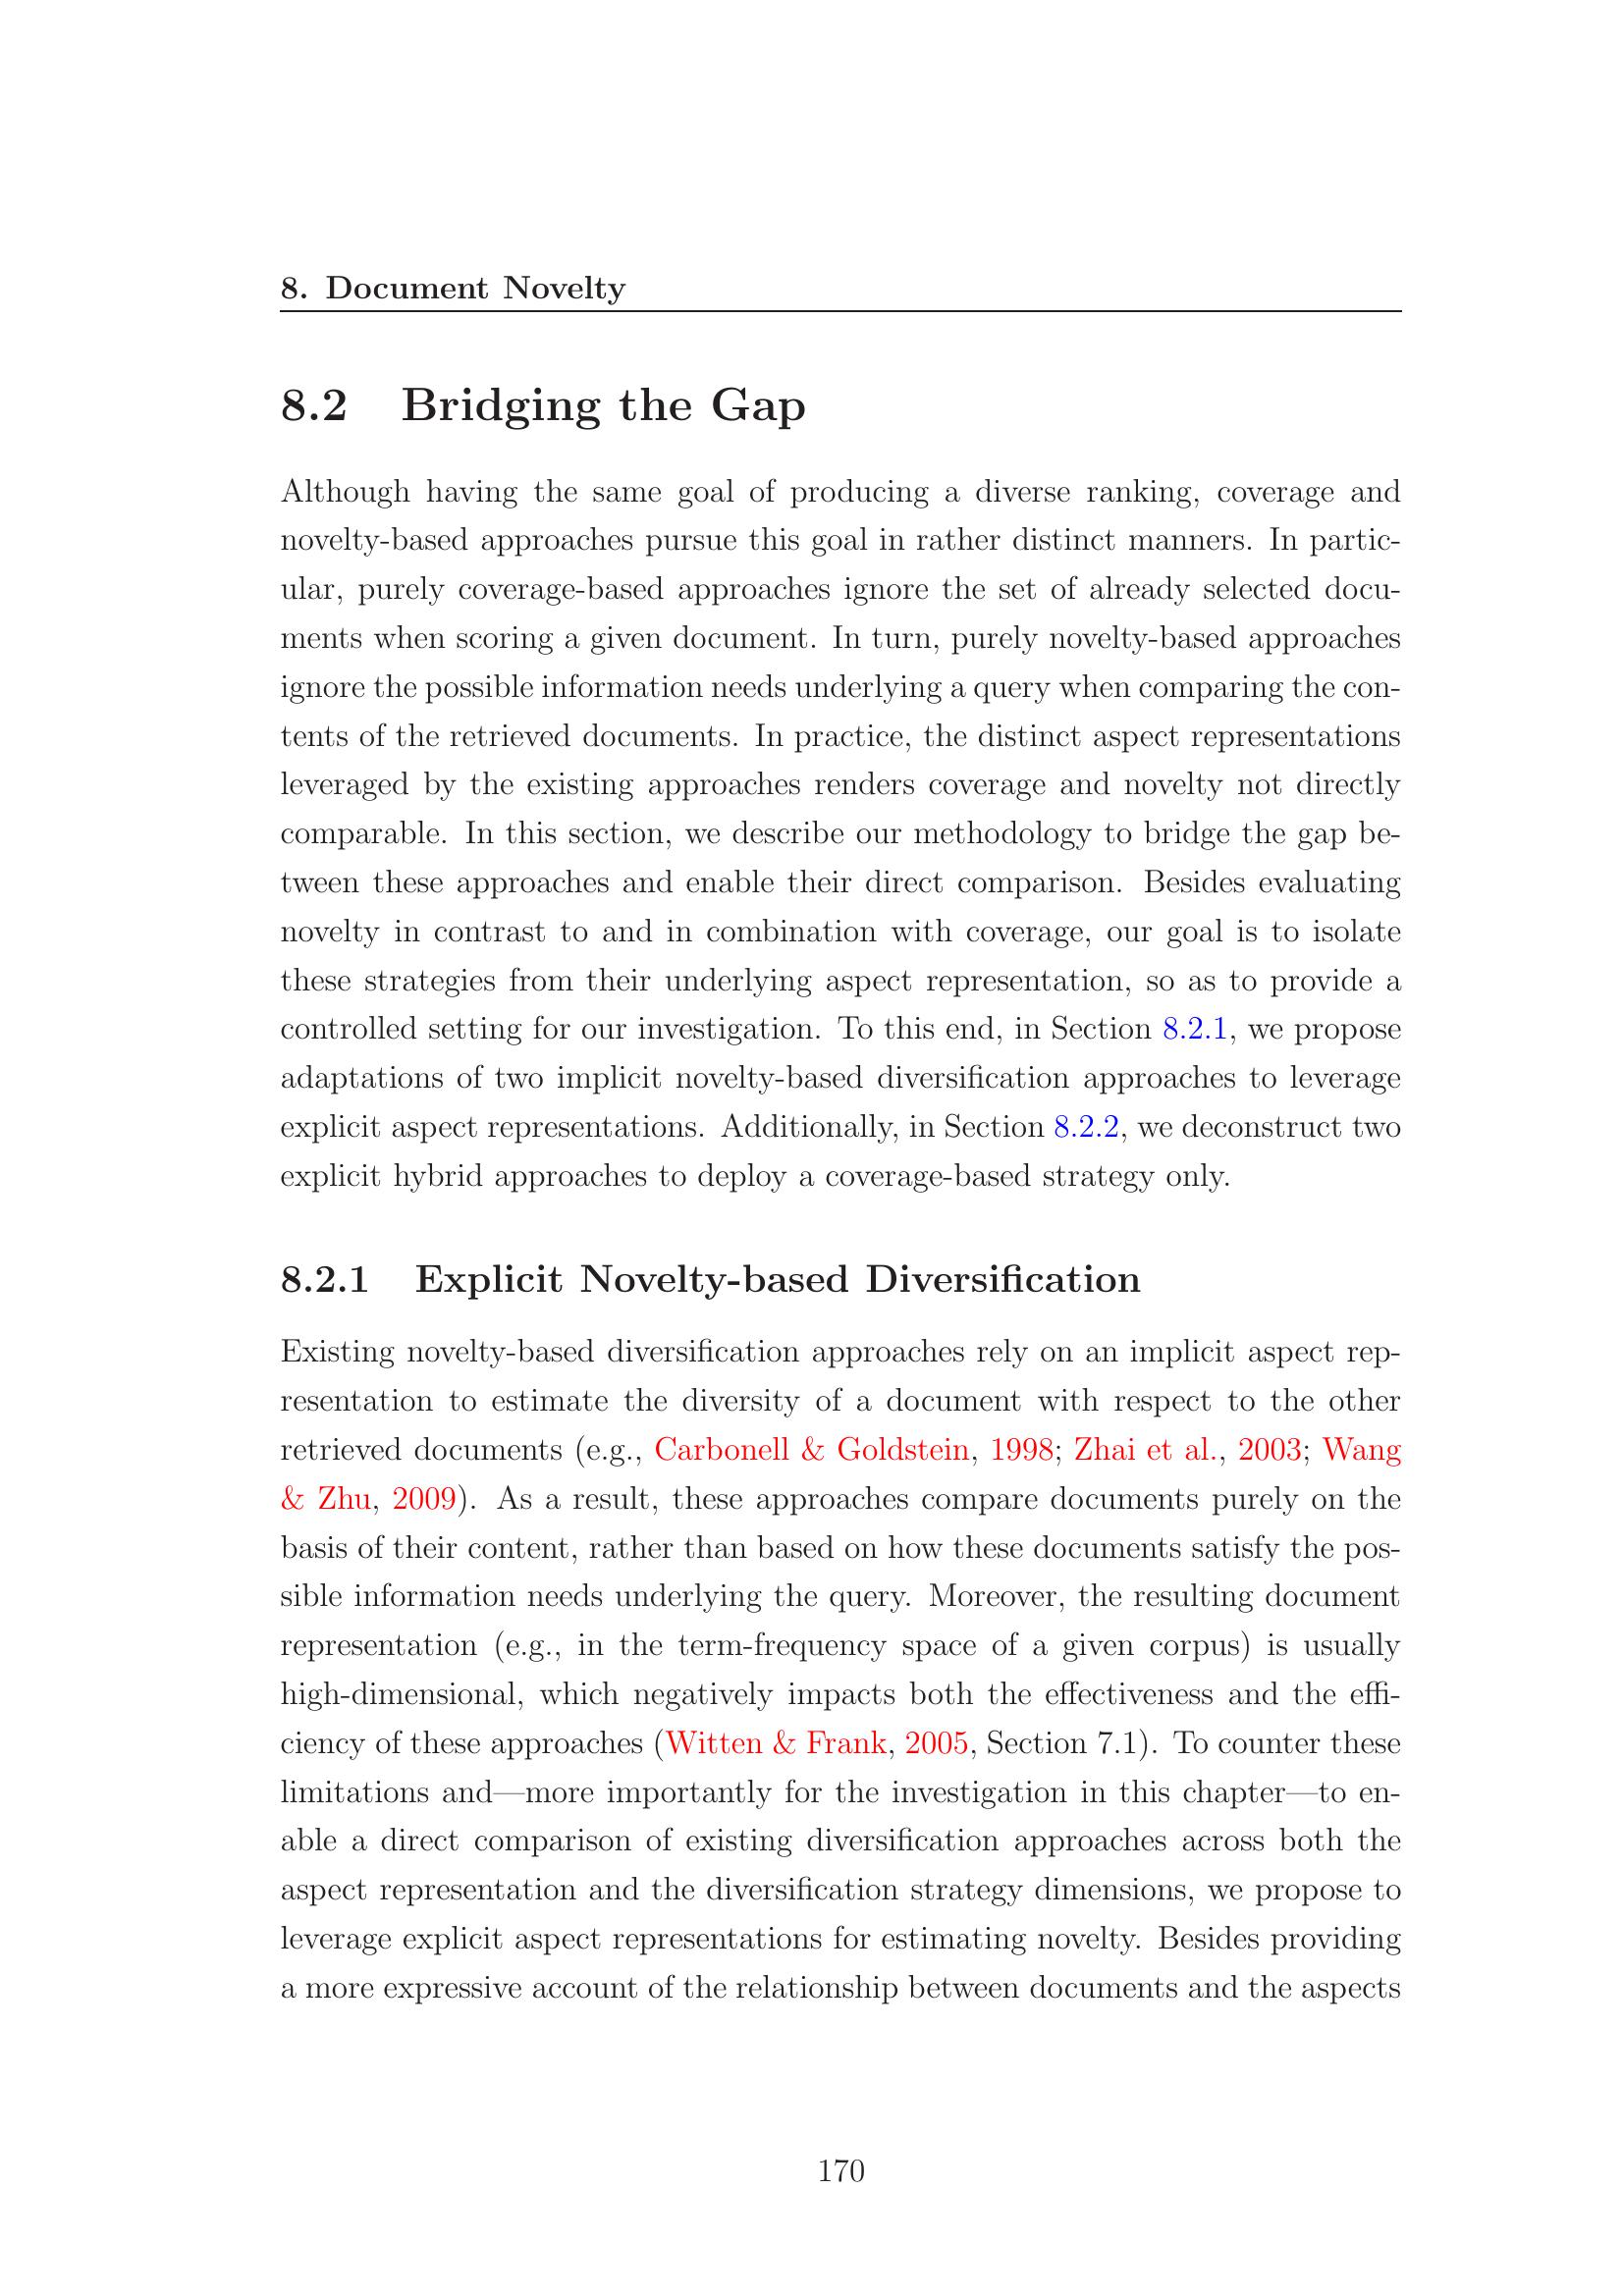 8. Document Novelty
8.2 Bridging the Gap
Although having the same goal of producing a diverse ranking, coverage and
novelty-based approaches pursue this goal in rather distinct manners. In partic-
ular, purely coverage-based approaches ignore the set of already selected docu-
ments when scoring a given document. In turn, purely novelty-based approaches
ignore the possible information needs underlying a query when comparing the con-
tents of the retrieved documents. In practice, the distinct aspect representations
leveraged by the existing approaches renders coverage and novelty not directly
comparable. In this section, we describe our methodology to bridge the gap be-
tween these approaches and enable their direct comparison. Besides evaluating
novelty in contrast to and in combination with coverage, our goal is to isolate
these strategies from their underlying aspect representation, so as to provide a
controlled setting for our investigation. To this end, in Section 8.2.1, we propose
adaptations of two implicit novelty-based diversification approaches to leverage
explicit aspect representations. Additionally, in Section 8.2.2, we deconstruct two
explicit hybrid approaches to deploy a coverage-based strategy only.
8.2.1 Explicit Novelty-based Diversification
Existing novelty-based diversification approaches rely on an implicit aspect rep-
resentation to estimate the diversity of a document with respect to the other
retrieved documents (e.g., Carbonell & Goldstein, 1998; Zhai et al., 2003; Wang
& Zhu, 2009). As a result, these approaches compare documents purely on the
basis of their content, rather than based on how these documents satisfy the pos-
sible information needs underlying the query. Moreover, the resulting document
representation (e.g., in the term-frequency space of a given corpus) is usually
high-dimensional, which negatively impacts both the effectiveness and the effi-
ciency of these approaches (Witten & Frank, 2005, Section 7.1). To counter these
limitations and—more importantly for the investigation in this chapter—to en-
able a direct comparison of existing diversification approaches across both the
aspect representation and the diversification strategy dimensions, we propose to
leverage explicit aspect representations for estimating novelty. Besides providing
a more expressive account of the relationship between documents and the aspects
170